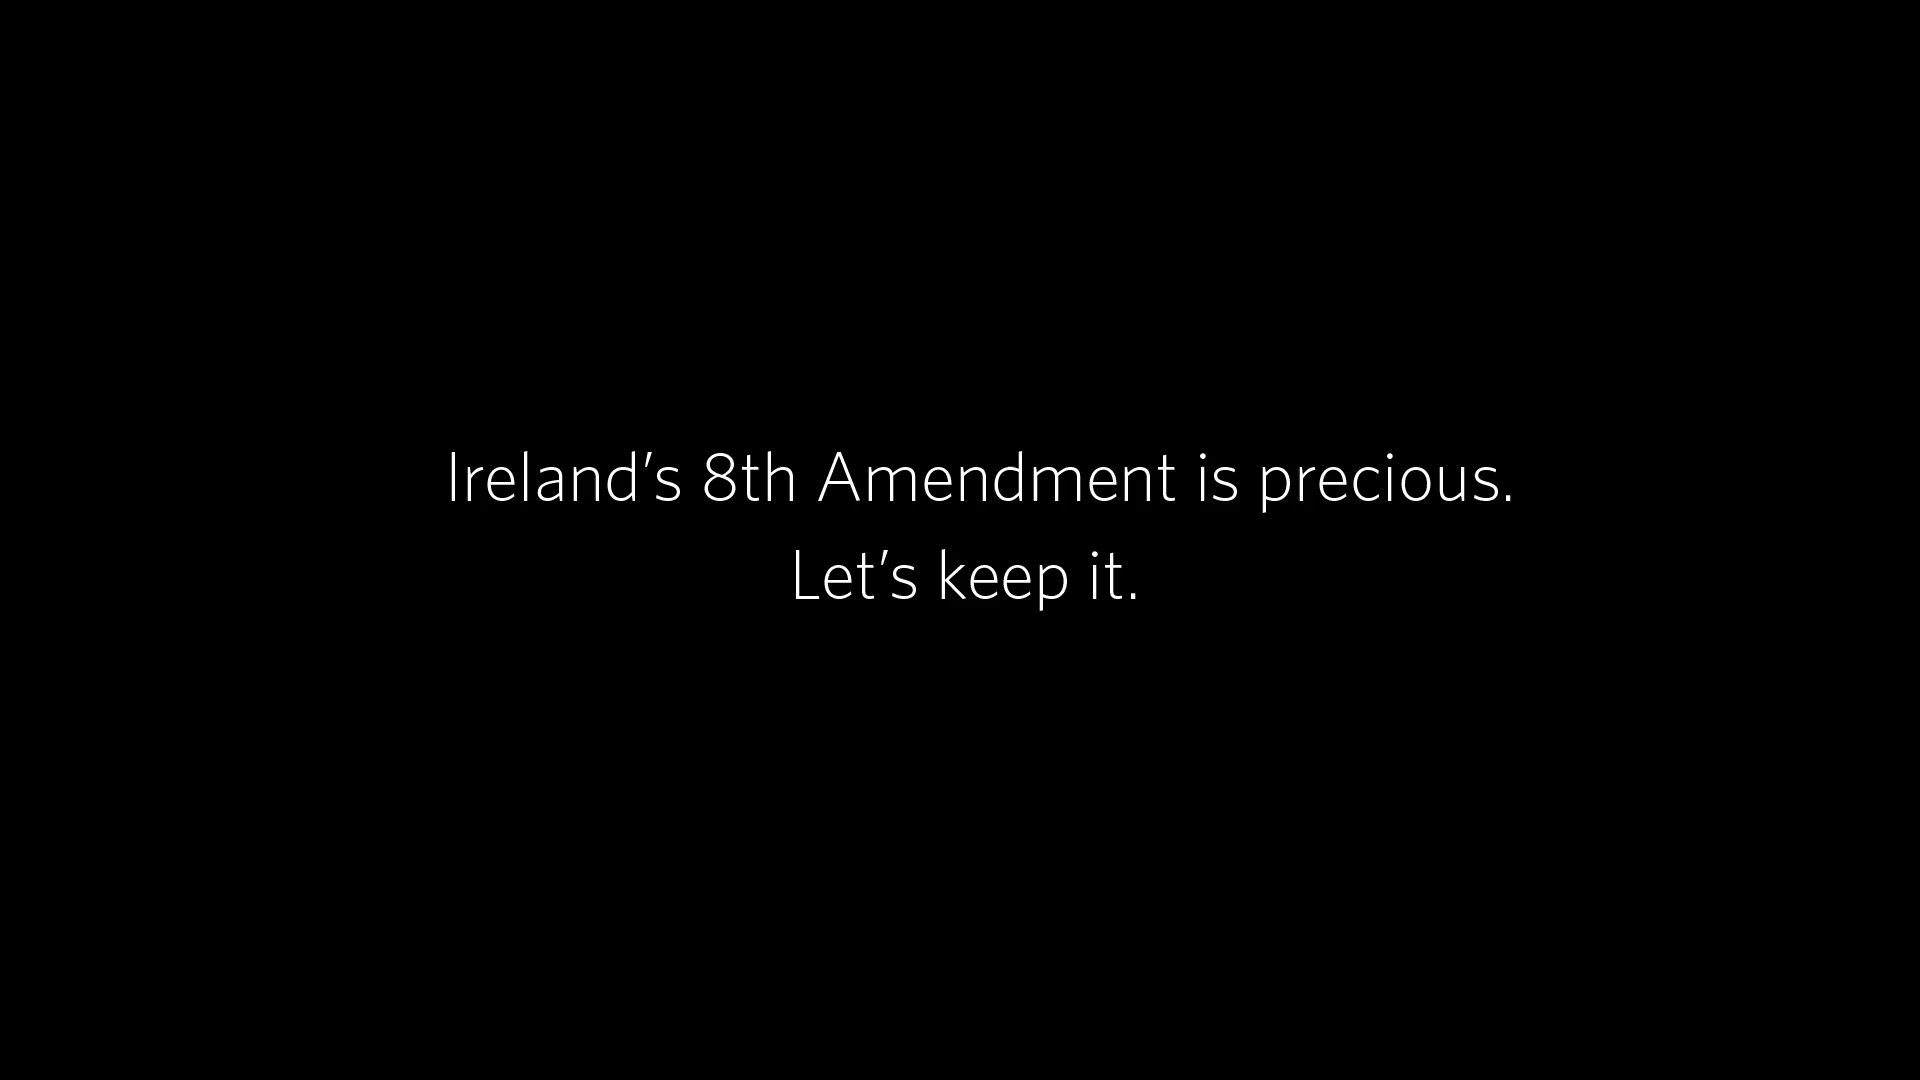 Ireland’s 8th Amendment is precious.
Let’s keep it.